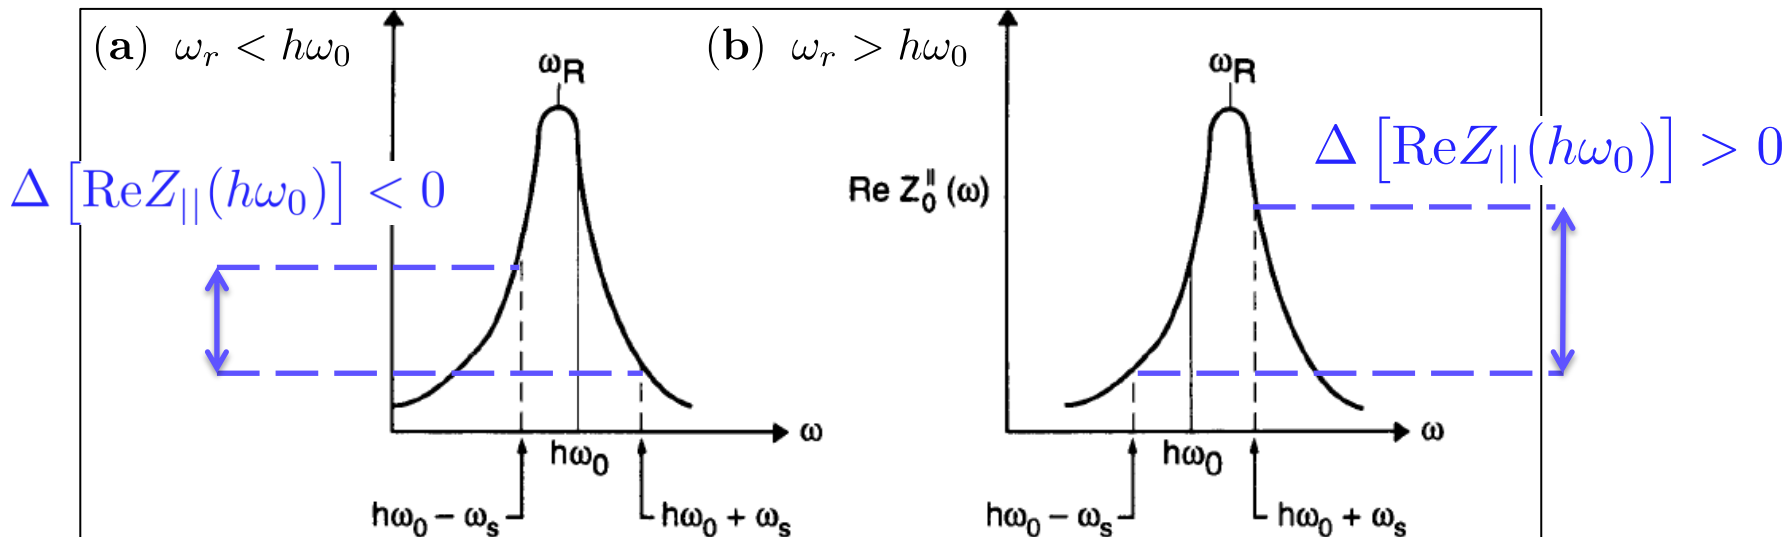 (a) ω_r < hω_0
ω_R
Δ [ReZ_||(hω_0)] < 0
ω
hω_0
hω_0 − ω_s
hω_0 + ω_s
(b) ω_r > hω_0
ω_R
Δ [ReZ_||(hω_0)] > 0
Re Z_0^∥ (ω)
ω
hω_0
hω_0 − ω_s
hω_0 + ω_s